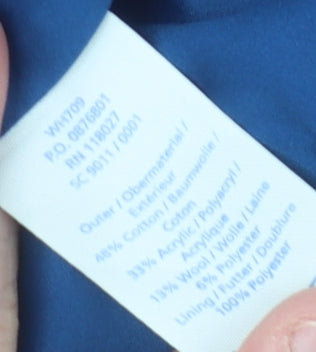 WH709
P.O. 0876801
RN 118027
SC 9011 / 0001
Outer / Obermaterial /
Extérieur
48% Cotton / Baumwolle /
Coton
33% Acrylic / Polyacryl /
Acrylique
13% Wool / Wolle / Laine
6% Polyester
Lining / Futter / Doublure
100% Polyester